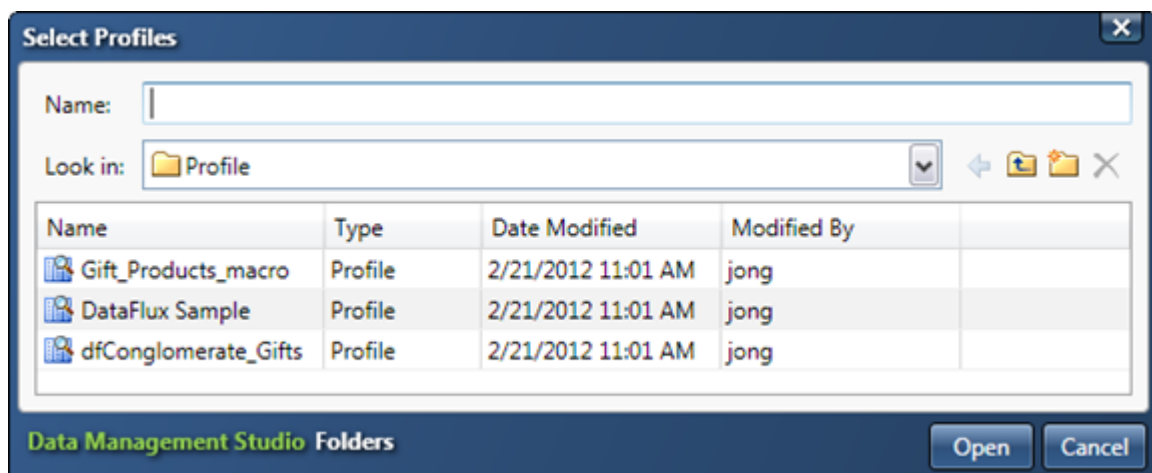 Select Profiles
Name:
Look in: Profile
Name Type Date Modified Modified By
Gift_Products_macro Profile 2/21/2012 11:01 AM jong
DataFlux Sample Profile 2/21/2012 11:01 AM jong
dfConglomerate_Gifts Profile 2/21/2012 11:01 AM jong
Data Management Studio Folders Open Cancel